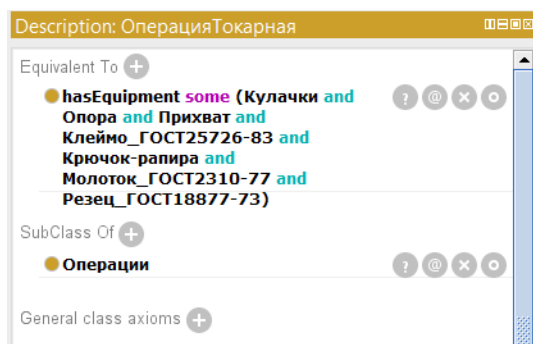 Description: ОперацияТокарная
Equivalent To
hasEquipment some (Кулачки and
Опора and Прихват and
Клеймо_ГОСТ25726-83 and
Крючок-рапира and
Молоток_ГОСТ2310-77 and
Резец_ГОСТ18877-73)
SubClass Of
Операции
General class axioms